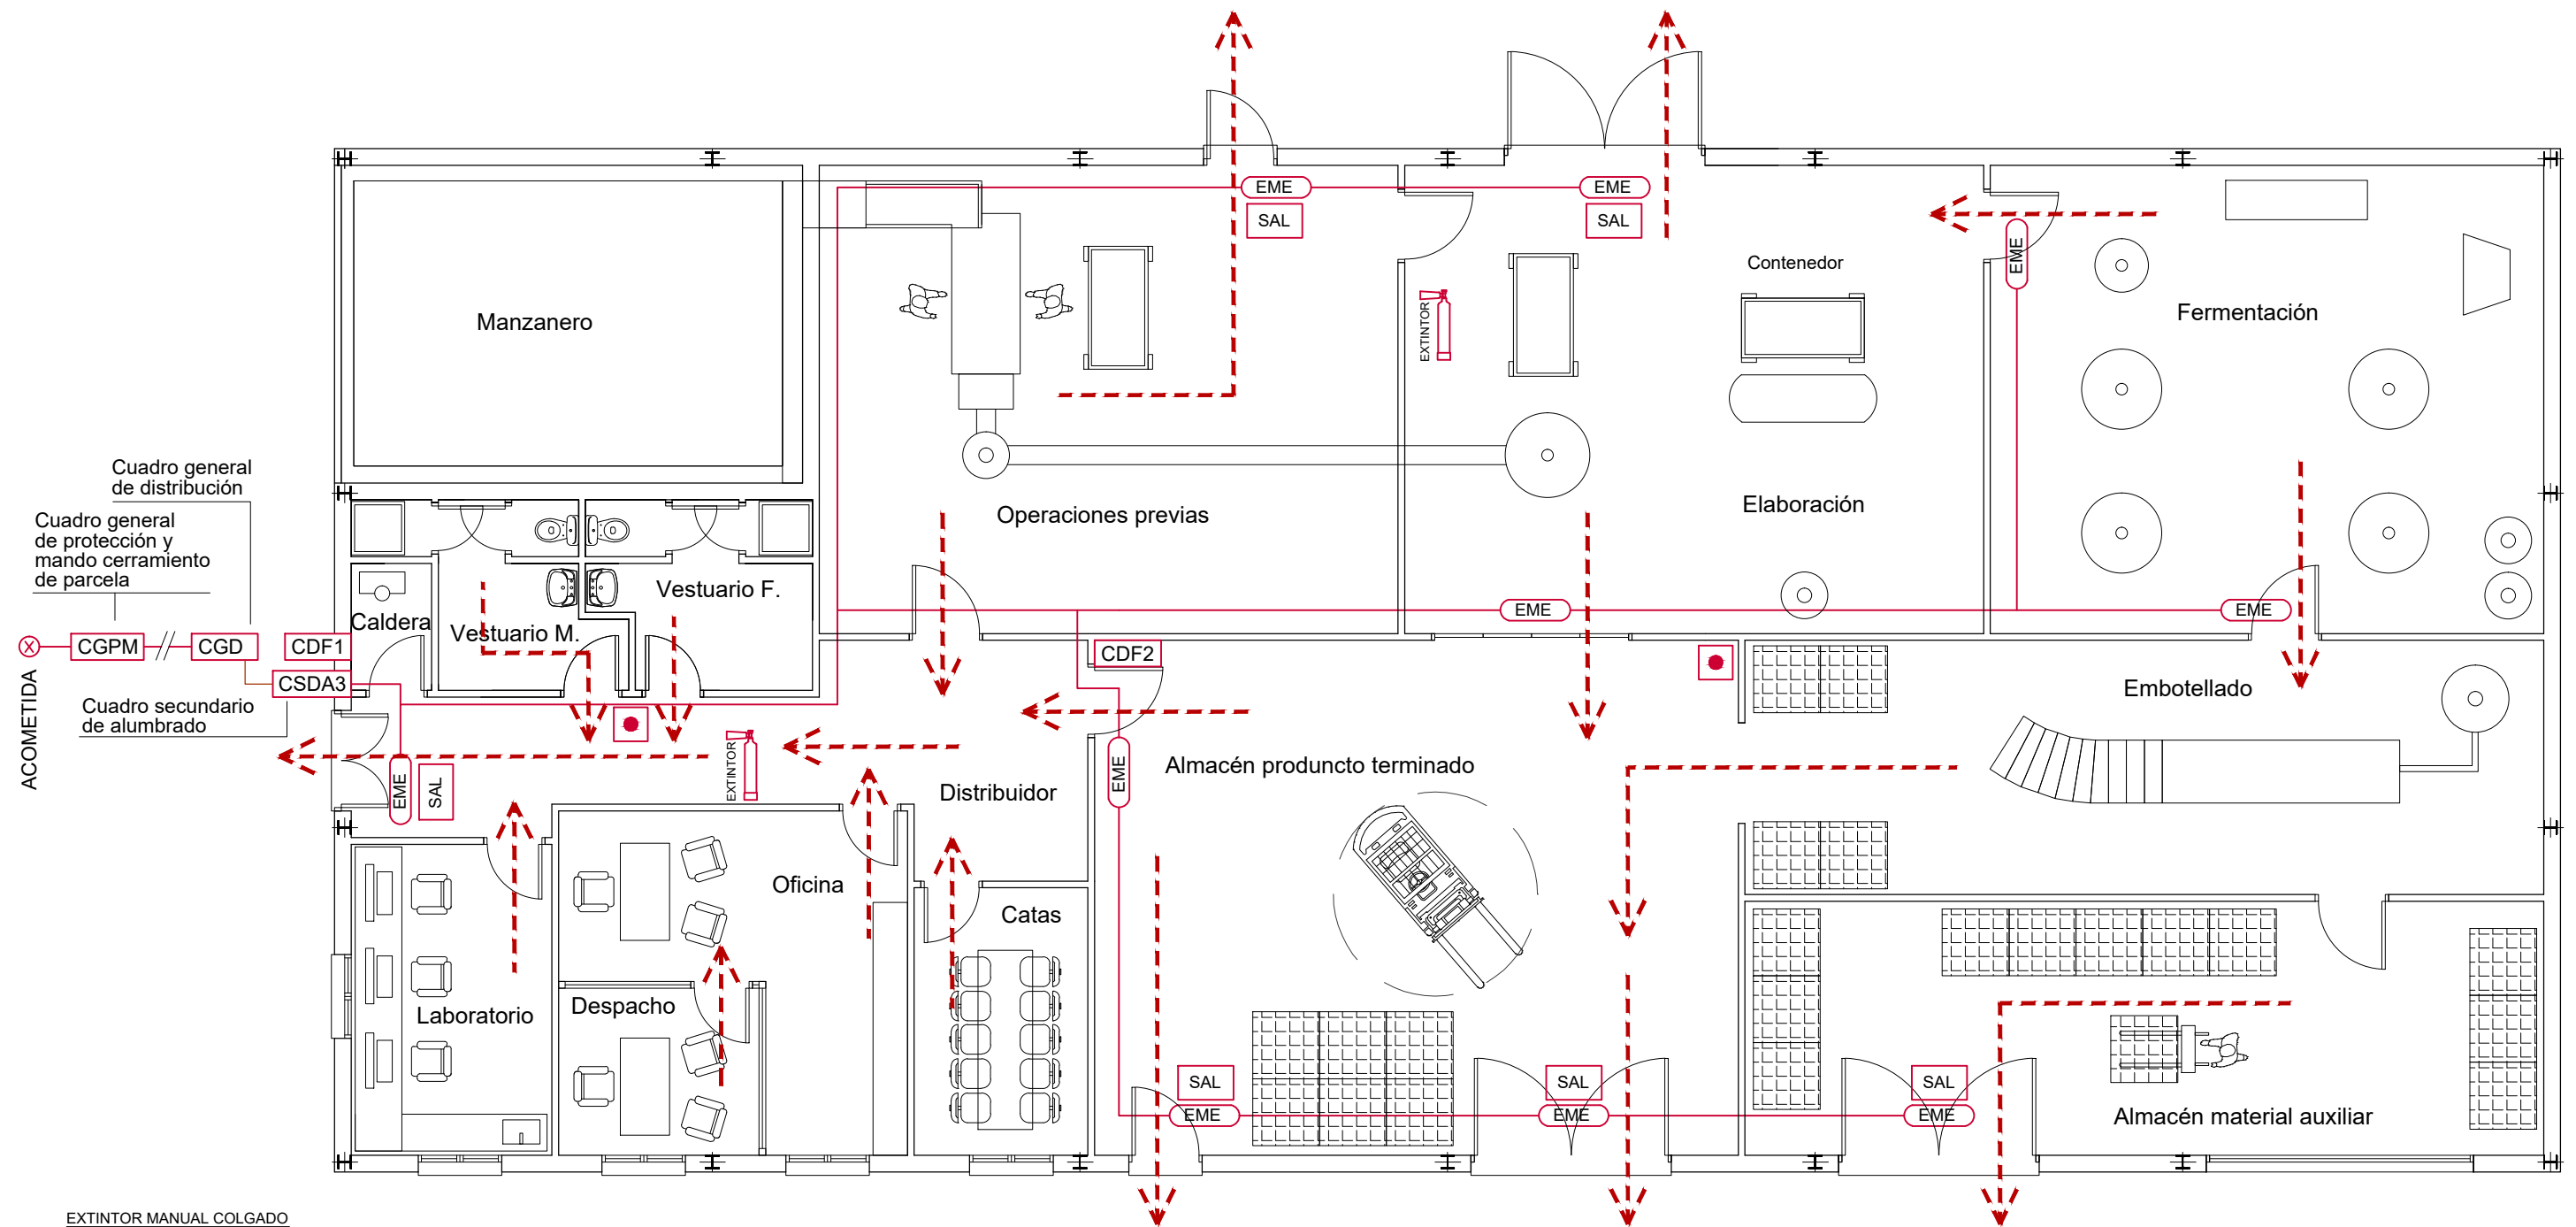 EME
EME
SAL
SAL
Contenedor
EME
EXTINTOR
Manzanero
Fermentación
Cuadro general
de distribución
Cuadro general
de protección y
mando cerramiento
de parcela
Operaciones previas
Elaboración
Vestuario F.
Caldera
Vestuario M.
EME
EME
CGPM
CGD
CDF1
CDF2
CSDA3
Cuadro secundario
de alumbrado
ACOMETIDA
Embotellado
EME
SAL
EXTINTOR
EME
Almacén produncto terminado
Distribuidor
Oficina
Catas
Despacho
Laboratorio
SAL
SAL
SAL
EME
EME
EME
Almacén material auxiliar
EXTINTOR MANUAL COLGADO